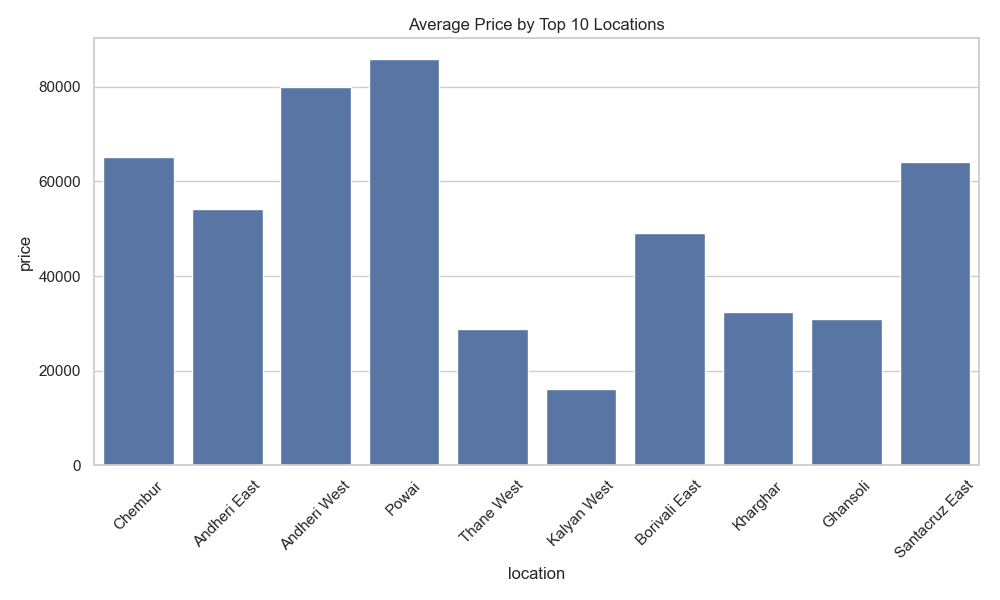 Average Price by Top 10 Locations
price
80000
60000
40000
20000
0
Chembur
Andheri East
Andheri West
Powai
Thane West
Kalyan West
Borivali East
Kharghar
Ghansoli
Santacruz East
location